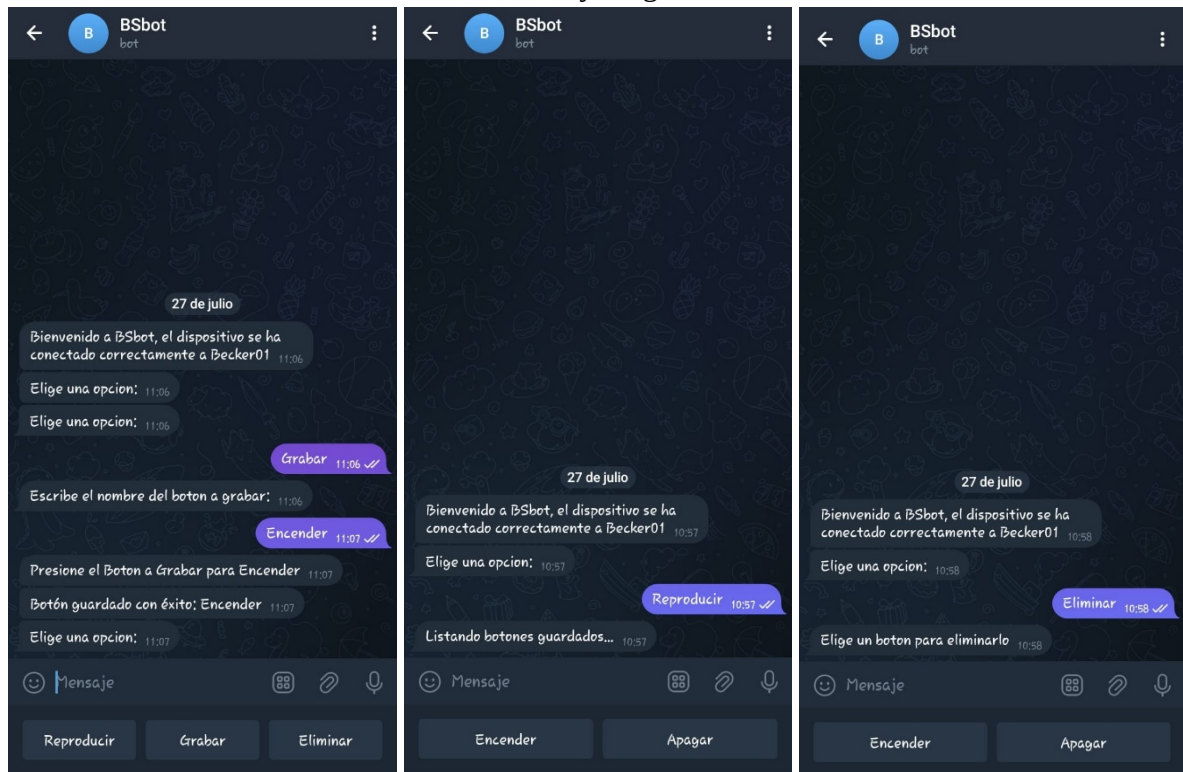 BSbot
B
bot
27 de julio
Bienvenido a BSbot, el dispositivo se ha
conectado correctamente a Becker01 11:06
Elige una opcion: 11:06
Elige una opcion: 11:06
Grabar 11:06
Escribe el nombre del boton a grabar: 11:06
Encender 11:07
Presione el Boton a Grabar para Encender 11:07
Botón guardado con éxito: Encender 11:07
Elige una opcion: 11:07
Mensaje
Reproducir Grabar Eliminar
BSbot
B
bot
27 de julio
Bienvenido a BSbot, el dispositivo se ha
conectado correctamente a Becker01 10:57
Elige una opcion: 10:57
Reproducir 10:57
Listando botones guardados... 10:57
Mensaje
Encender Apagar
BSbot
B
bot
27 de julio
Bienvenido a BSbot, el dispositivo se ha
conectado correctamente a Becker01 10:58
Elige una opcion: 10:58
Eliminar 10:58
Elige un boton para eliminarlo 10:58
Mensaje
Encender Apagar